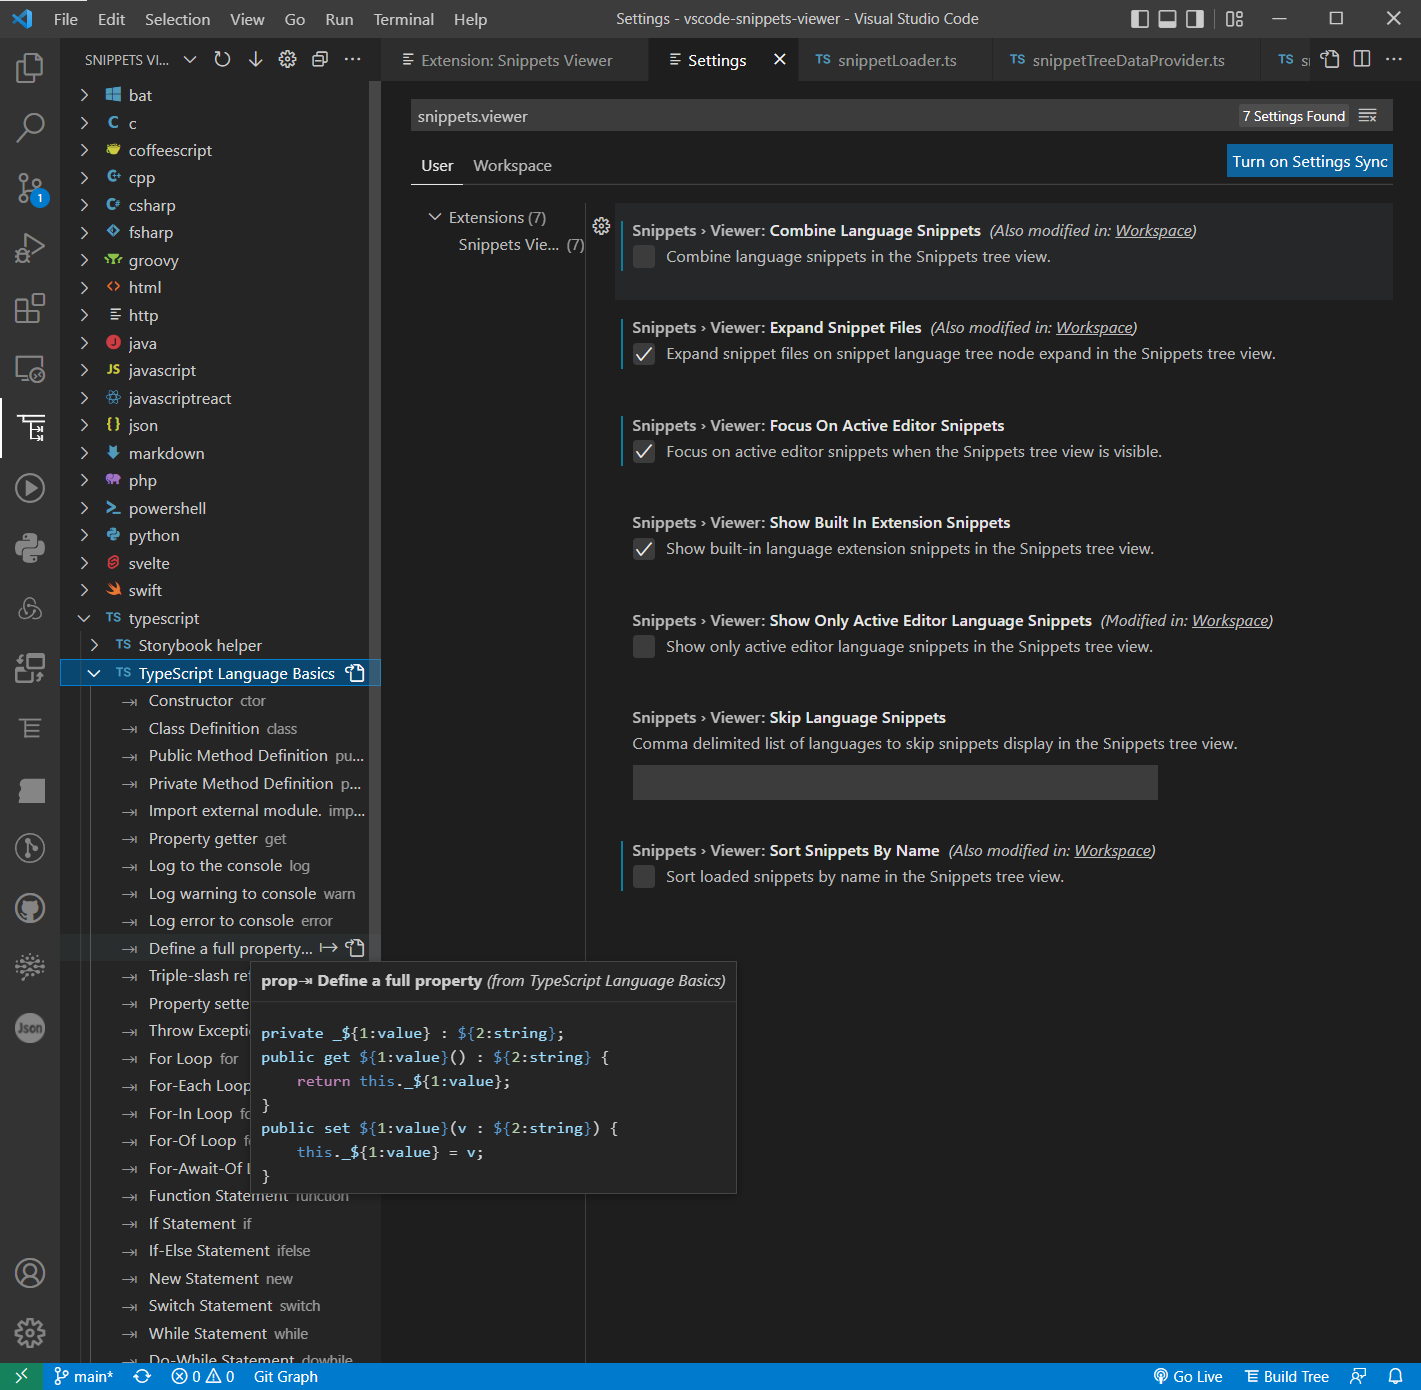 File Edit Selection View Go Run Terminal Help
Settings - vscode-snippets-viewer - Visual Studio Code
SNIPPETS VI...
Extension: Snippets Viewer
Settings
TS snippetLoader.ts
TS snippetTreeDataProvider.ts
TS
snippets.viewer
7 Settings Found
User Workspace
Turn on Settings Sync
Extensions (7)
Snippets Vie... (7)
Snippets › Viewer: Combine Language Snippets (Also modified in: Workspace)
Combine language snippets in the Snippets tree view.
Snippets › Viewer: Expand Snippet Files (Also modified in: Workspace)
Expand snippet files on snippet language tree node expand in the Snippets tree view.
Snippets › Viewer: Focus On Active Editor Snippets
Focus on active editor snippets when the Snippets tree view is visible.
Snippets › Viewer: Show Built In Extension Snippets
Show built-in language extension snippets in the Snippets tree view.
Snippets › Viewer: Show Only Active Editor Language Snippets (Modified in: Workspace)
Show only active editor language snippets in the Snippets tree view.
Snippets › Viewer: Skip Language Snippets
Comma delimited list of languages to skip snippets display in the Snippets tree view.
Snippets › Viewer: Sort Snippets By Name (Also modified in: Workspace)
Sort loaded snippets by name in the Snippets tree view.
1
Json
bat
C c
coffeescript
cpp
csharp
fsharp
groovy
html
http
J java
JS javascript
javascriptreact
{} json
markdown
php
powershell
python
svelte
swift
TS typescript
TS Storybook helper
TS TypeScript Language Basics
Constructor ctor
Class Definition class
Public Method Definition pu...
Private Method Definition p...
Import external module. imp...
Property getter get
Log to the console log
Log warning to console warn
Log error to console error
Define a full property...
Triple-slash ref
Property sette
Throw Exceptio
For Loop for
For-Each Loop
For-In Loop fo
For-Of Loop
For-Await-Of
Function Statement function
If Statement if
If-Else Statement ifelse
New Statement new
Switch Statement switch
While Statement while
Do-While Statement dowhile
prop⇥ Define a full property (from TypeScript Language Basics)
private _${1:value} : ${2:string};
public get ${1:value}() : ${2:string} {
return this._${1:value};
}
public set ${1:value}(v : ${2:string}) {
this._${1:value} = v;
}
main* 0 0 Git Graph
Go Live Build Tree